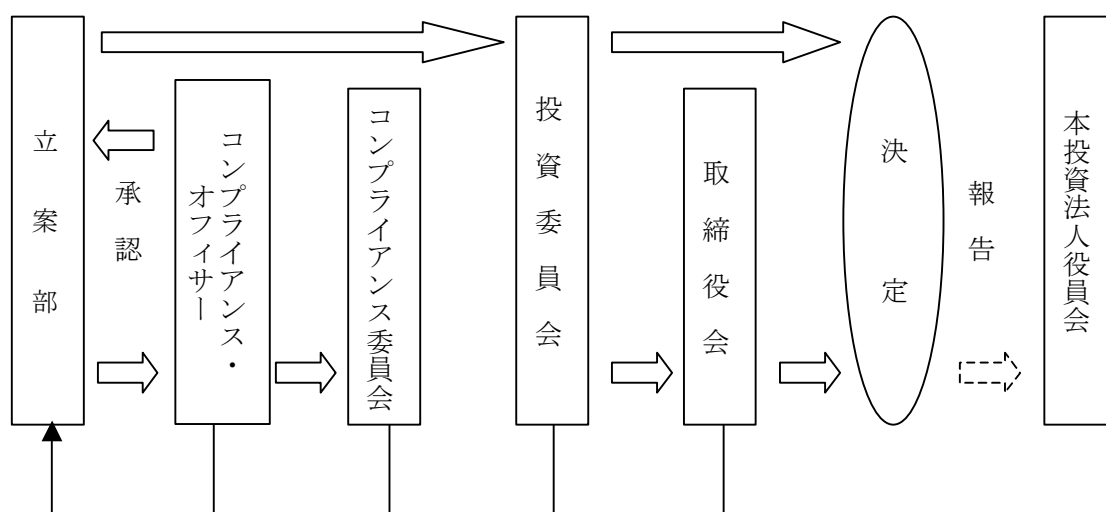 立案部
承認
コンプライアンス・
オフィサー
コンプライアンス委員会
投資委員会
取締役会
決定
報告
本投資法人役員会